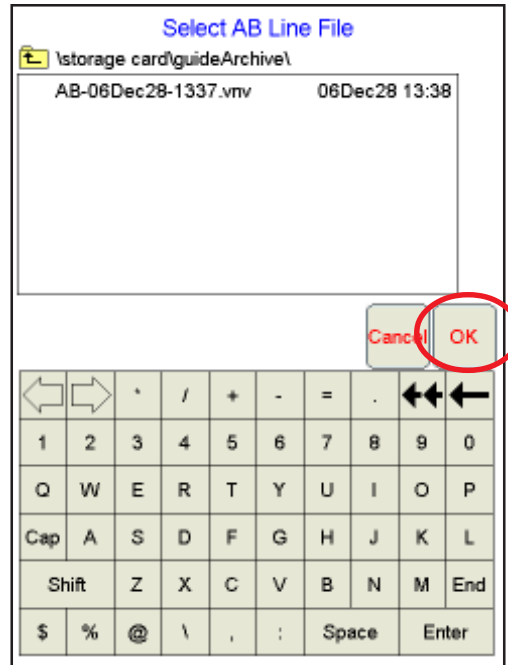 Select AB Line File
\storage card\guideArchive\
AB-06Dec28-1337.vnv 06Dec28 13:38
Cancel OK
* / + - = .
1 2 3 4 5 6 7 8 9 0
Q W E R T Y U I O P
Cap A S D F G H J K L
Shift Z X C V B N M End
$ % @ \ , : Space Enter